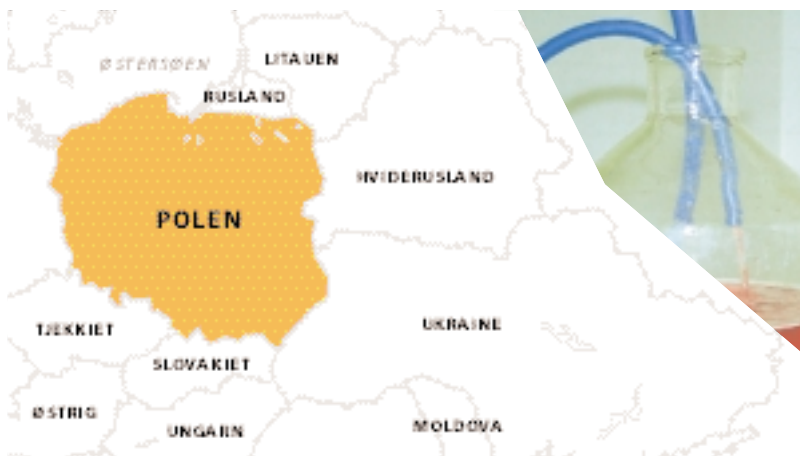 LITAUEN
ØSTERSØEN
RUSLAND
HVIDERUSLAND
POLEN
UKRAINE
TJEKKIET
SLOVAKIET
ØSTRIG
MOLDOVA
UNGARN